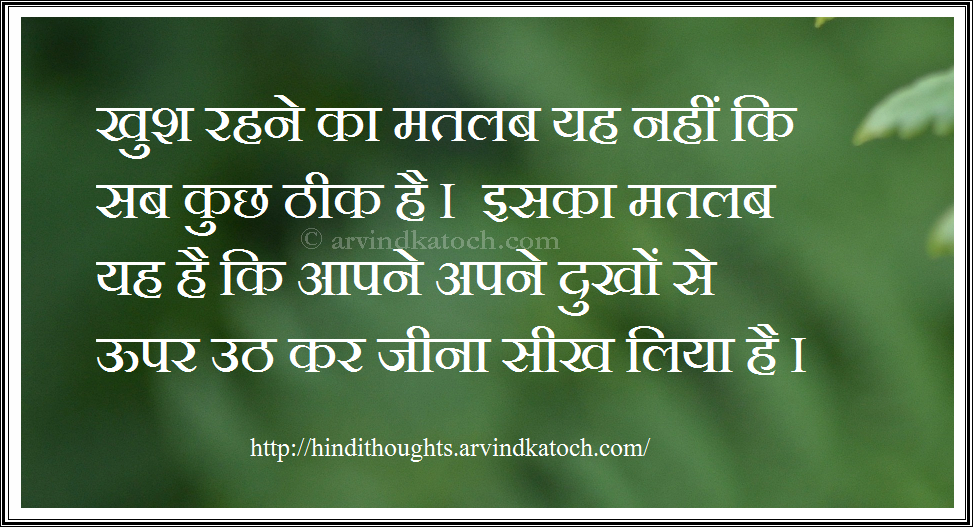 खुश रहने का मतलब यह नहीं कि
सब कुछ ठीक है I इसका मतलब
© arvindkatoch.com
यह है कि आपने अपने दुखों से
ऊपर उठ कर जीना सीख लिया है I
http://hindithoughts.arvindkatoch.com/